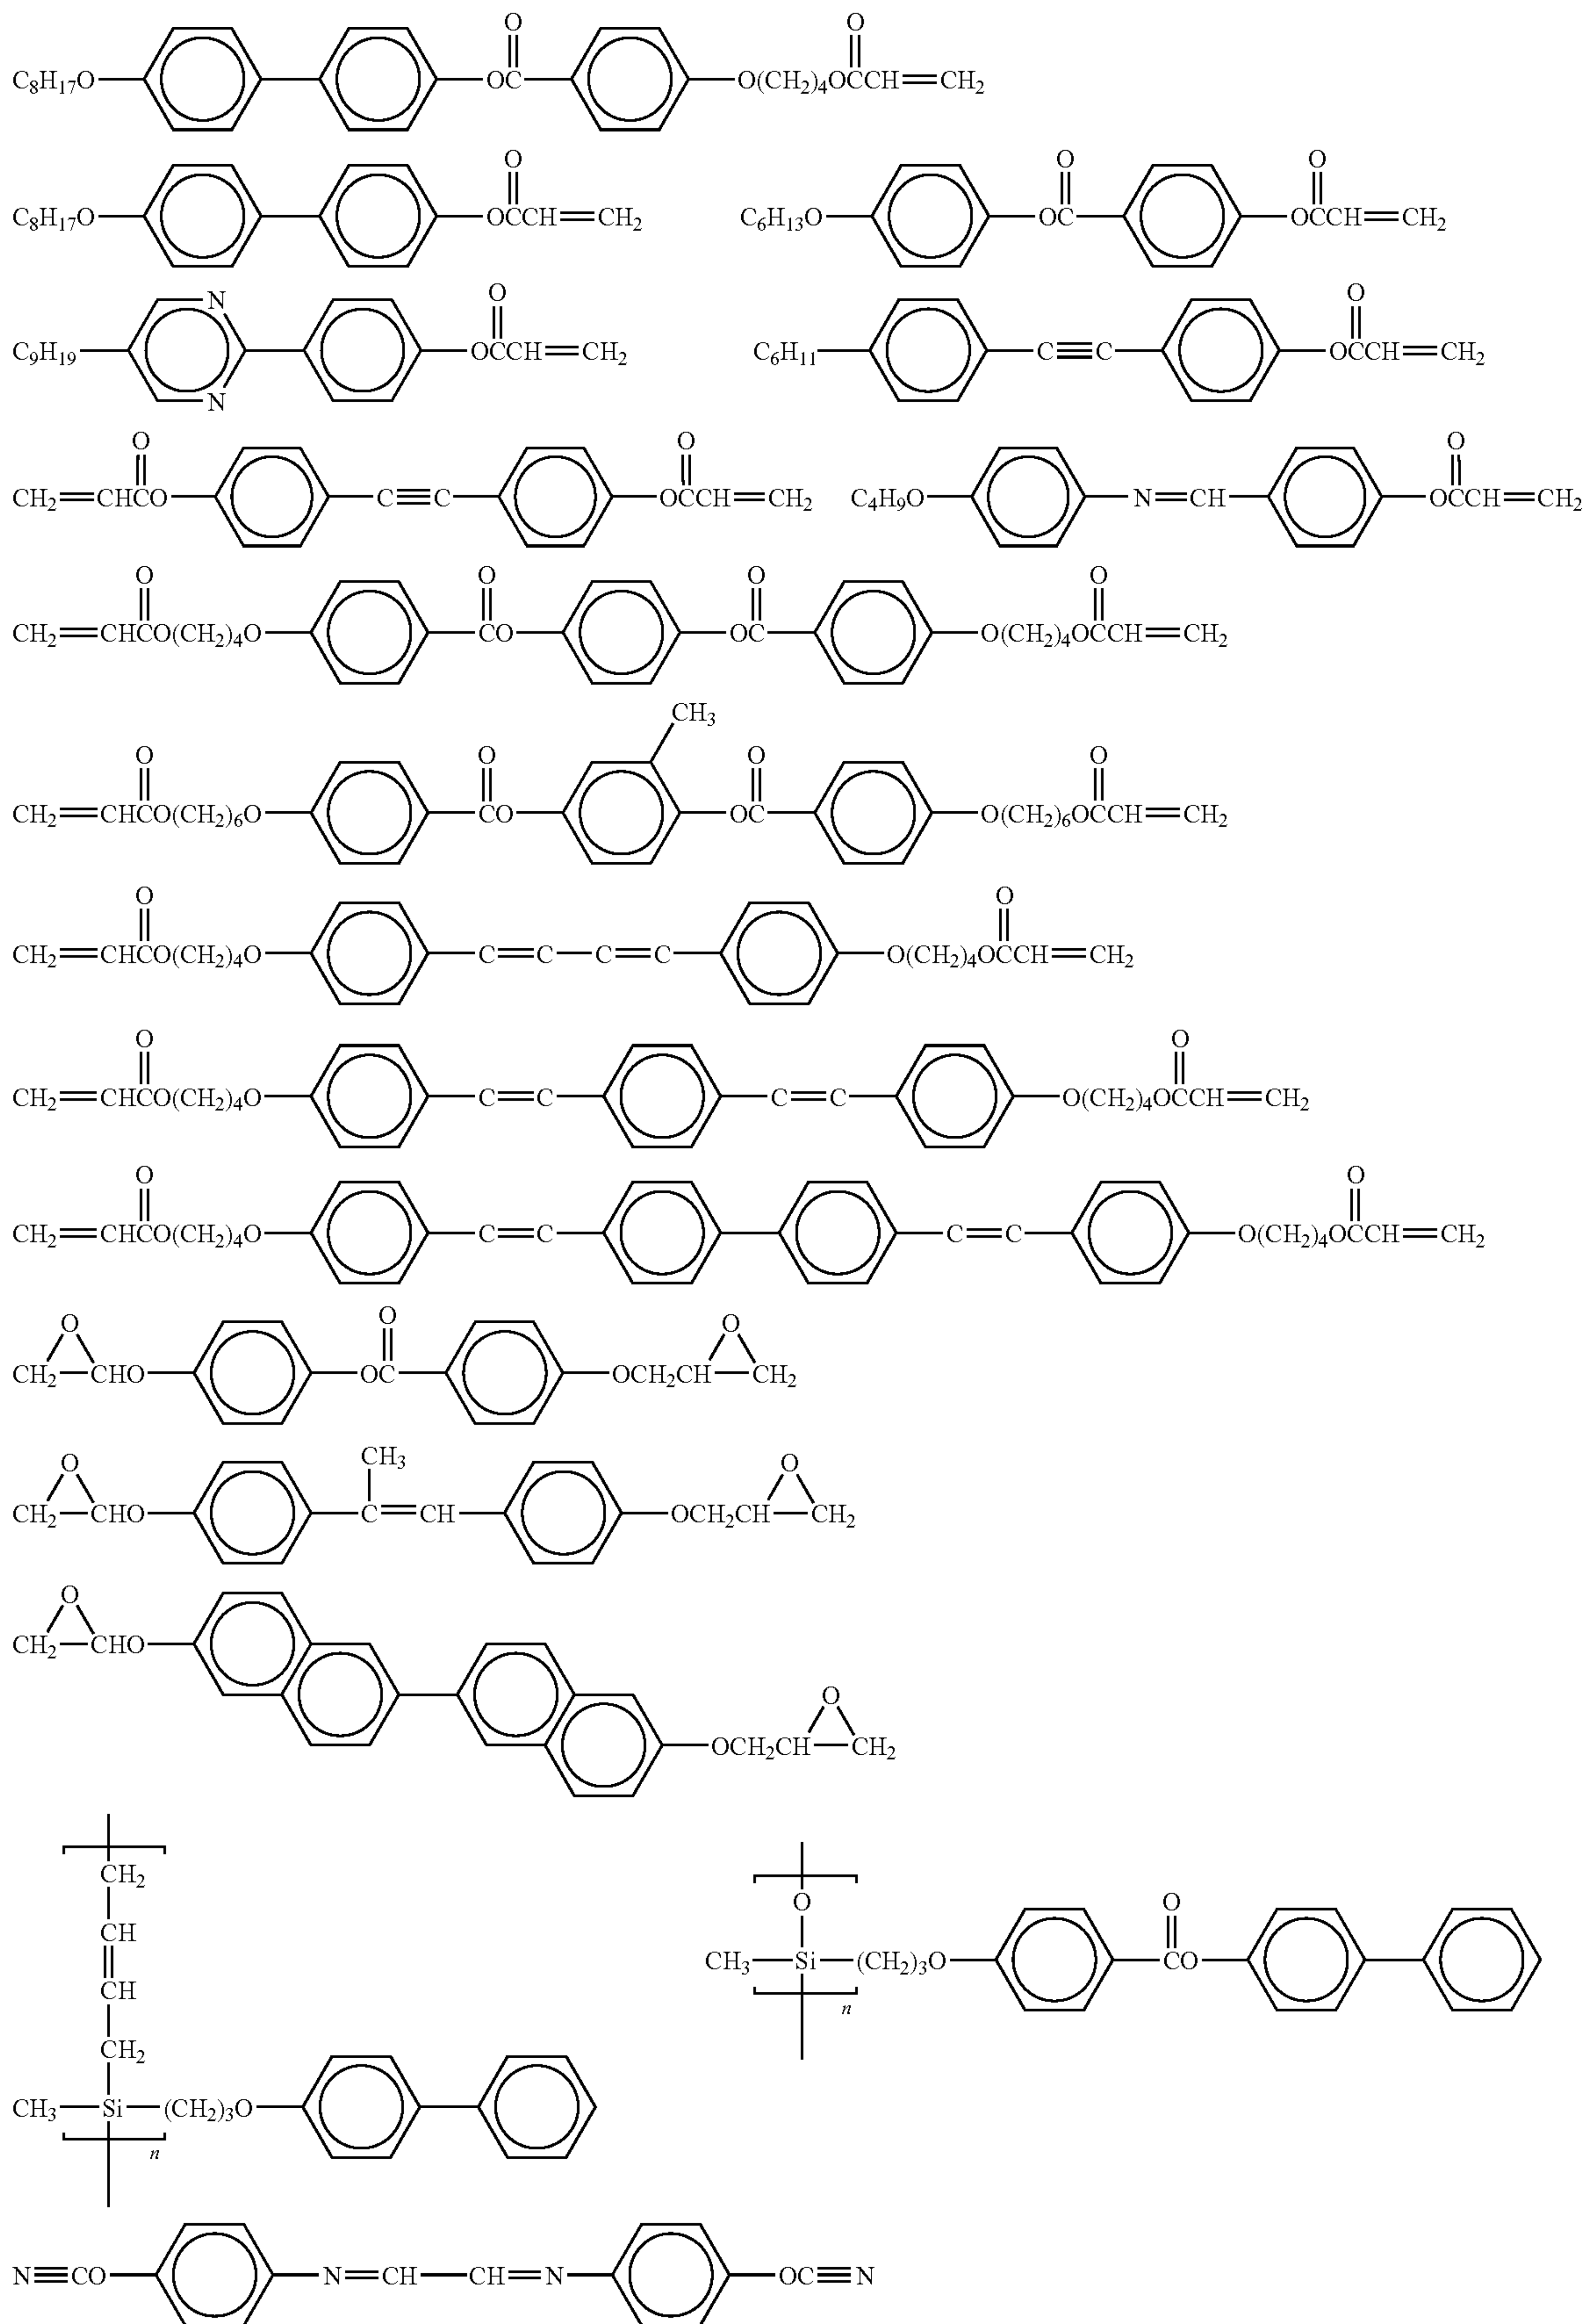 O O
C8H17O OC O(CH2)4OCCH CH2
O O O
C8H17O OCCH CH2 C6H13O OC OCCH CH2
N O O
C9H19 OCCH CH2 C6H11 C C OCCH CH2
N
O O O
CH2 CHCO C C OCCH CH2 C4H9O N CH OCCH CH2
O O O O
CH2 CHCO(CH2)4O CO OC O(CH2)4OCCH CH2
CH3
O O O O
CH2 CHCO(CH2)6O CO OC O(CH2)6OCCH CH2
O O
CH2 CHCO(CH2)4O C C C C O(CH2)4OCCH CH2
O O
CH2 CHCO(CH2)4O C C C C O(CH2)4OCCH CH2
O O
CH2 CHCO(CH2)4O C C C C O(CH2)4OCCH CH2
O O O
CH2 CHO OC OCH2CH CH2
O CH3 O
CH2 CHO C CH OCH2CH CH2
O
CH2 CHO
O
OCH2CH CH2
CH2
CH
CH
CH2
CH3 Si (CH2)3O
n
O O
CH3 Si (CH2)3O CO
n
N CO N CH CH N OC N